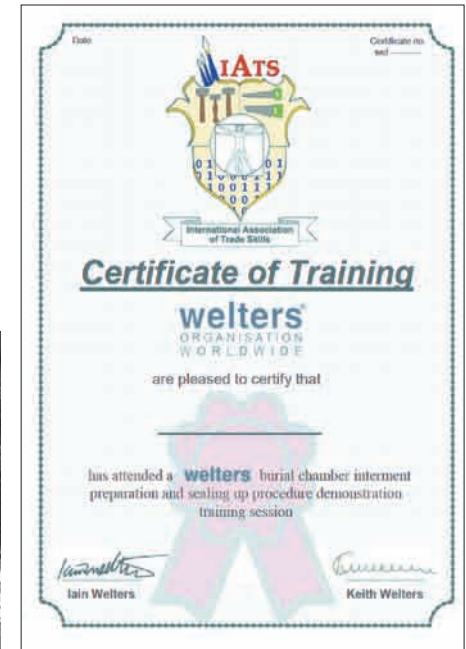 Date
Certificate no
wcf ----------
IATS
International Association
of Trade Skills
Certificate of Training
welters®
ORGANISATION
WORLDWIDE
are pleased to certify that
has attended a welters burial chamber interment
preparation and sealing up procedure demonstration
training session
Iain Welters
Keith Welters